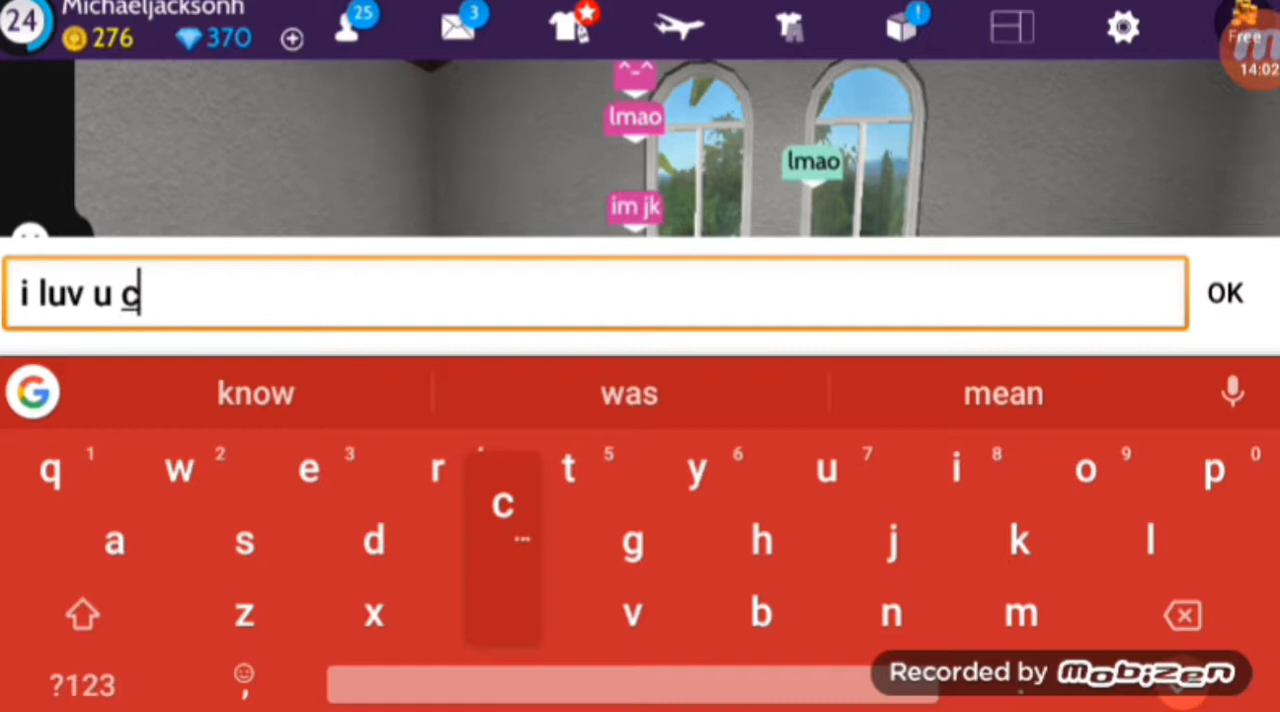 24
Michaeljacksonh
276
370
25
3
!
Free
14:02
^-^
lmao
lmao
im jk
i luv u c
OK
know
was
mean
q 1 w 2 e 3 r t 5 y 6 u 7 i 8 o 9 p 0
a s d c ... g h j k l
z x v b n m
?123 ,
Recorded by mobizen